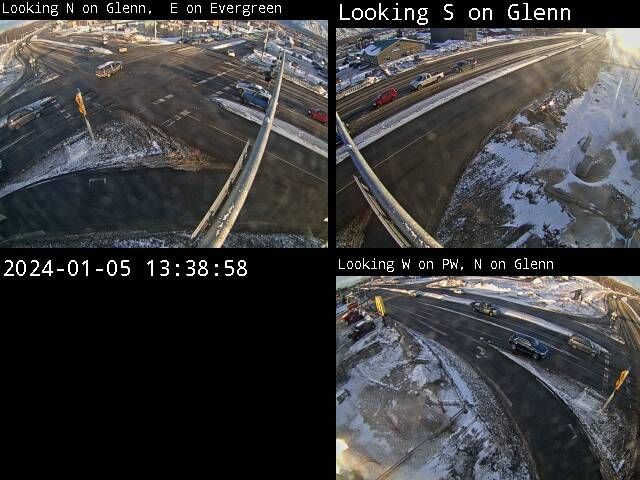 Looking N on Glenn,  E on Evergreen
Looking S on Glenn
2024-01-05 13:38:58
Looking W on PW, N on Glenn